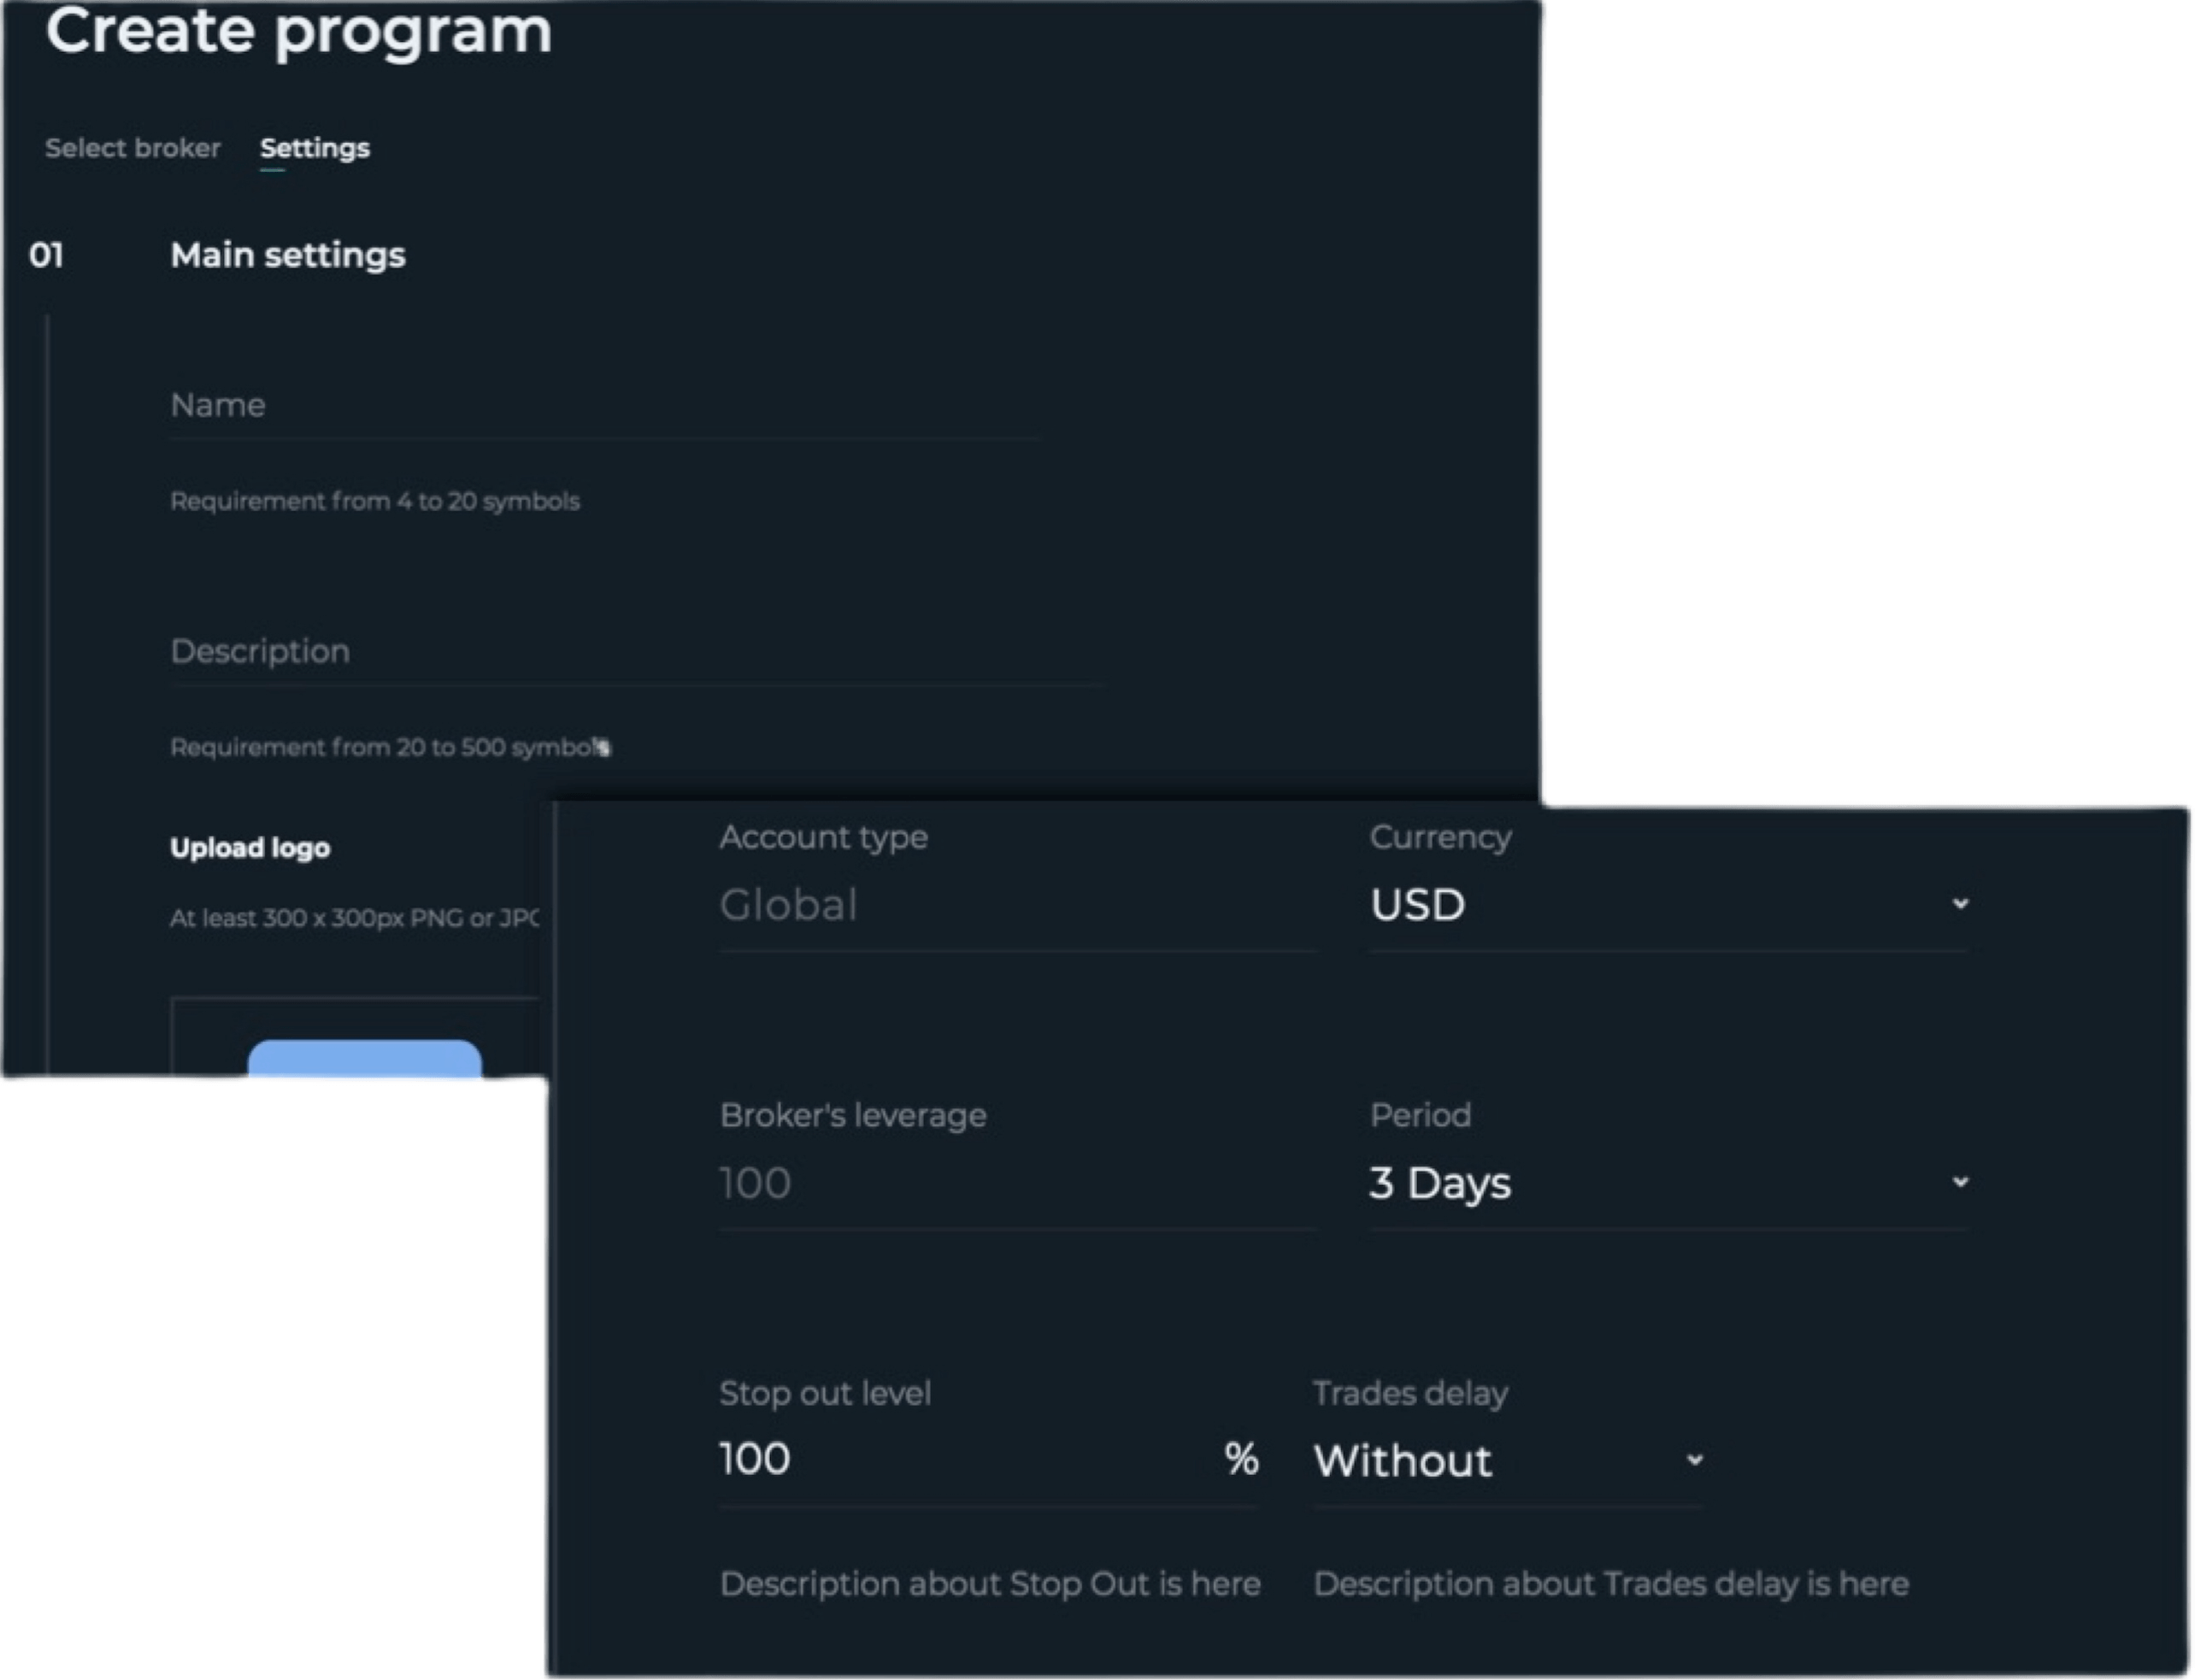 Create program
Select broker Settings
01 Main settings
Name
Requirement from 4 to 20 symbols
Description
Requirement from 20 to 500 symbols
Upload logo
At least 300 x 300px PNG or
Account type Currency
Global USD
Broker's leverage Period
100 3 Days
Stop out level Trades delay
100 % Without
Description about Stop Out is here Description about Trades delay is here